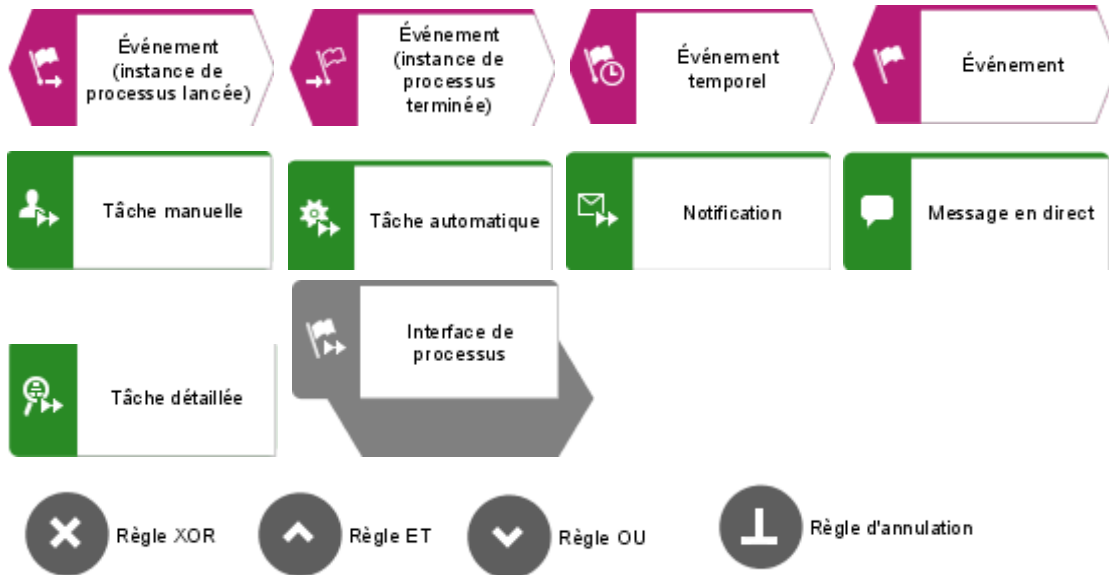 Événement
(instance de
processus lancée)
Événement
(instance de
processus
terminée)
Événement
temporel
Événement
Tâche manuelle
Tâche automatique
Notification
Message en direct
Tâche détaillée
Interface de
processus
Règle XOR
Règle ET
Règle OU
Règle d'annulation